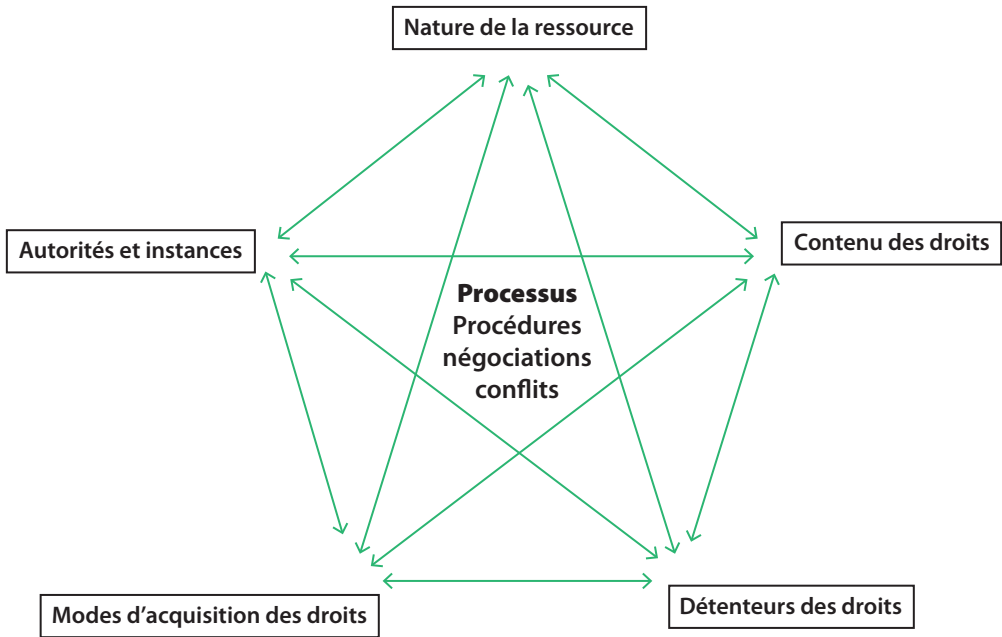 Nature de la ressource
Autorités et instances
Contenu des droits
Processus
Procédures
négociations
conflits
Modes d’acquisition des droits
Détenteurs des droits